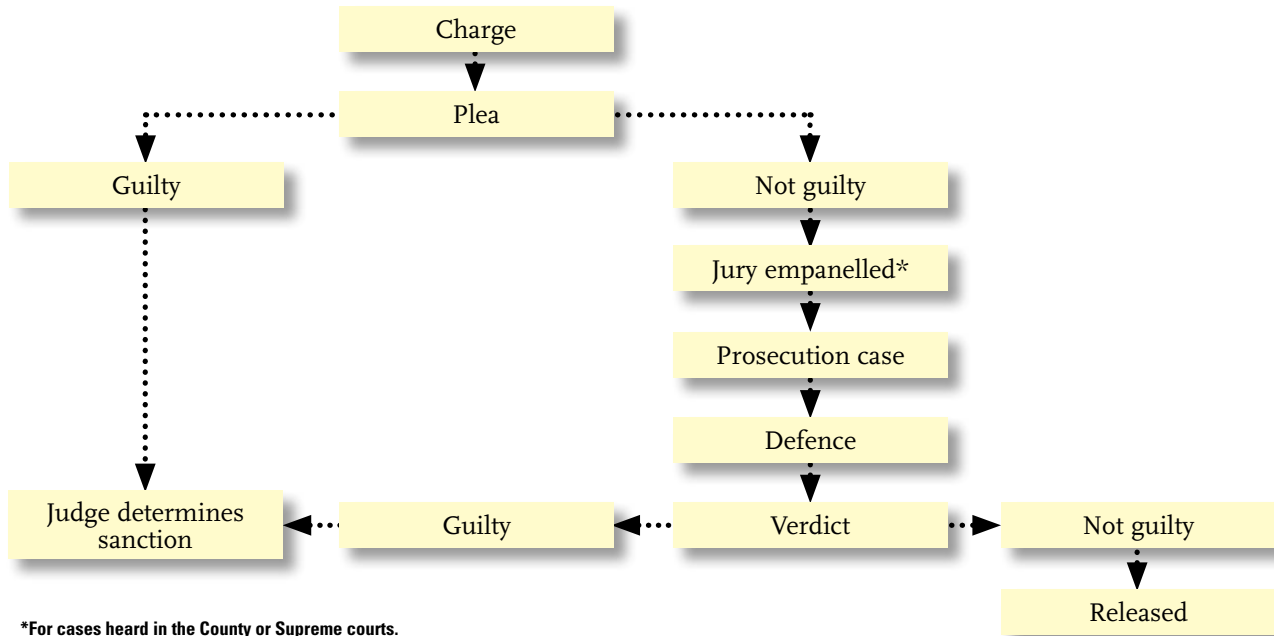 Charge
Plea
Guilty
Not guilty
Jury empanelled*
Prosecution case
Defence
Judge determines
sanction
Guilty
Verdict
Not guilty
Released
*For cases heard in the County or Supreme courts.